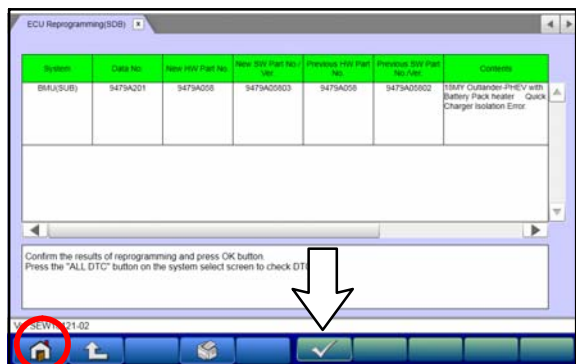 ECU Reprogramming(SDB) x
System Data No. New HW Part No. New SW Part No./ Ver. Previous HW Part No. Previous SW Part No./Ver. Contents
BMU(SUB) 9479A201 9479A058 9479A05803 9479A058 9479A05802 18MY Outlander-PHEV with
Battery Pack heater Quick
Charger Isolation Error.
Confirm the results of reprogramming and press OK button.
Press the "ALL DTC" button on the system select screen to check